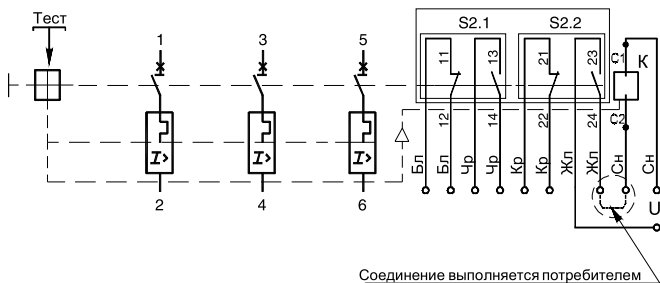 Тест
1 3 5
S2.1 S2.2
11 13 21 23 C1 K
12 14 22 24 C2
Бл Бл Чр Чр Кр Кр Жл Жл Сн Сн
I> I> I>
2 4 6
U
Соединение выполняется потребителем